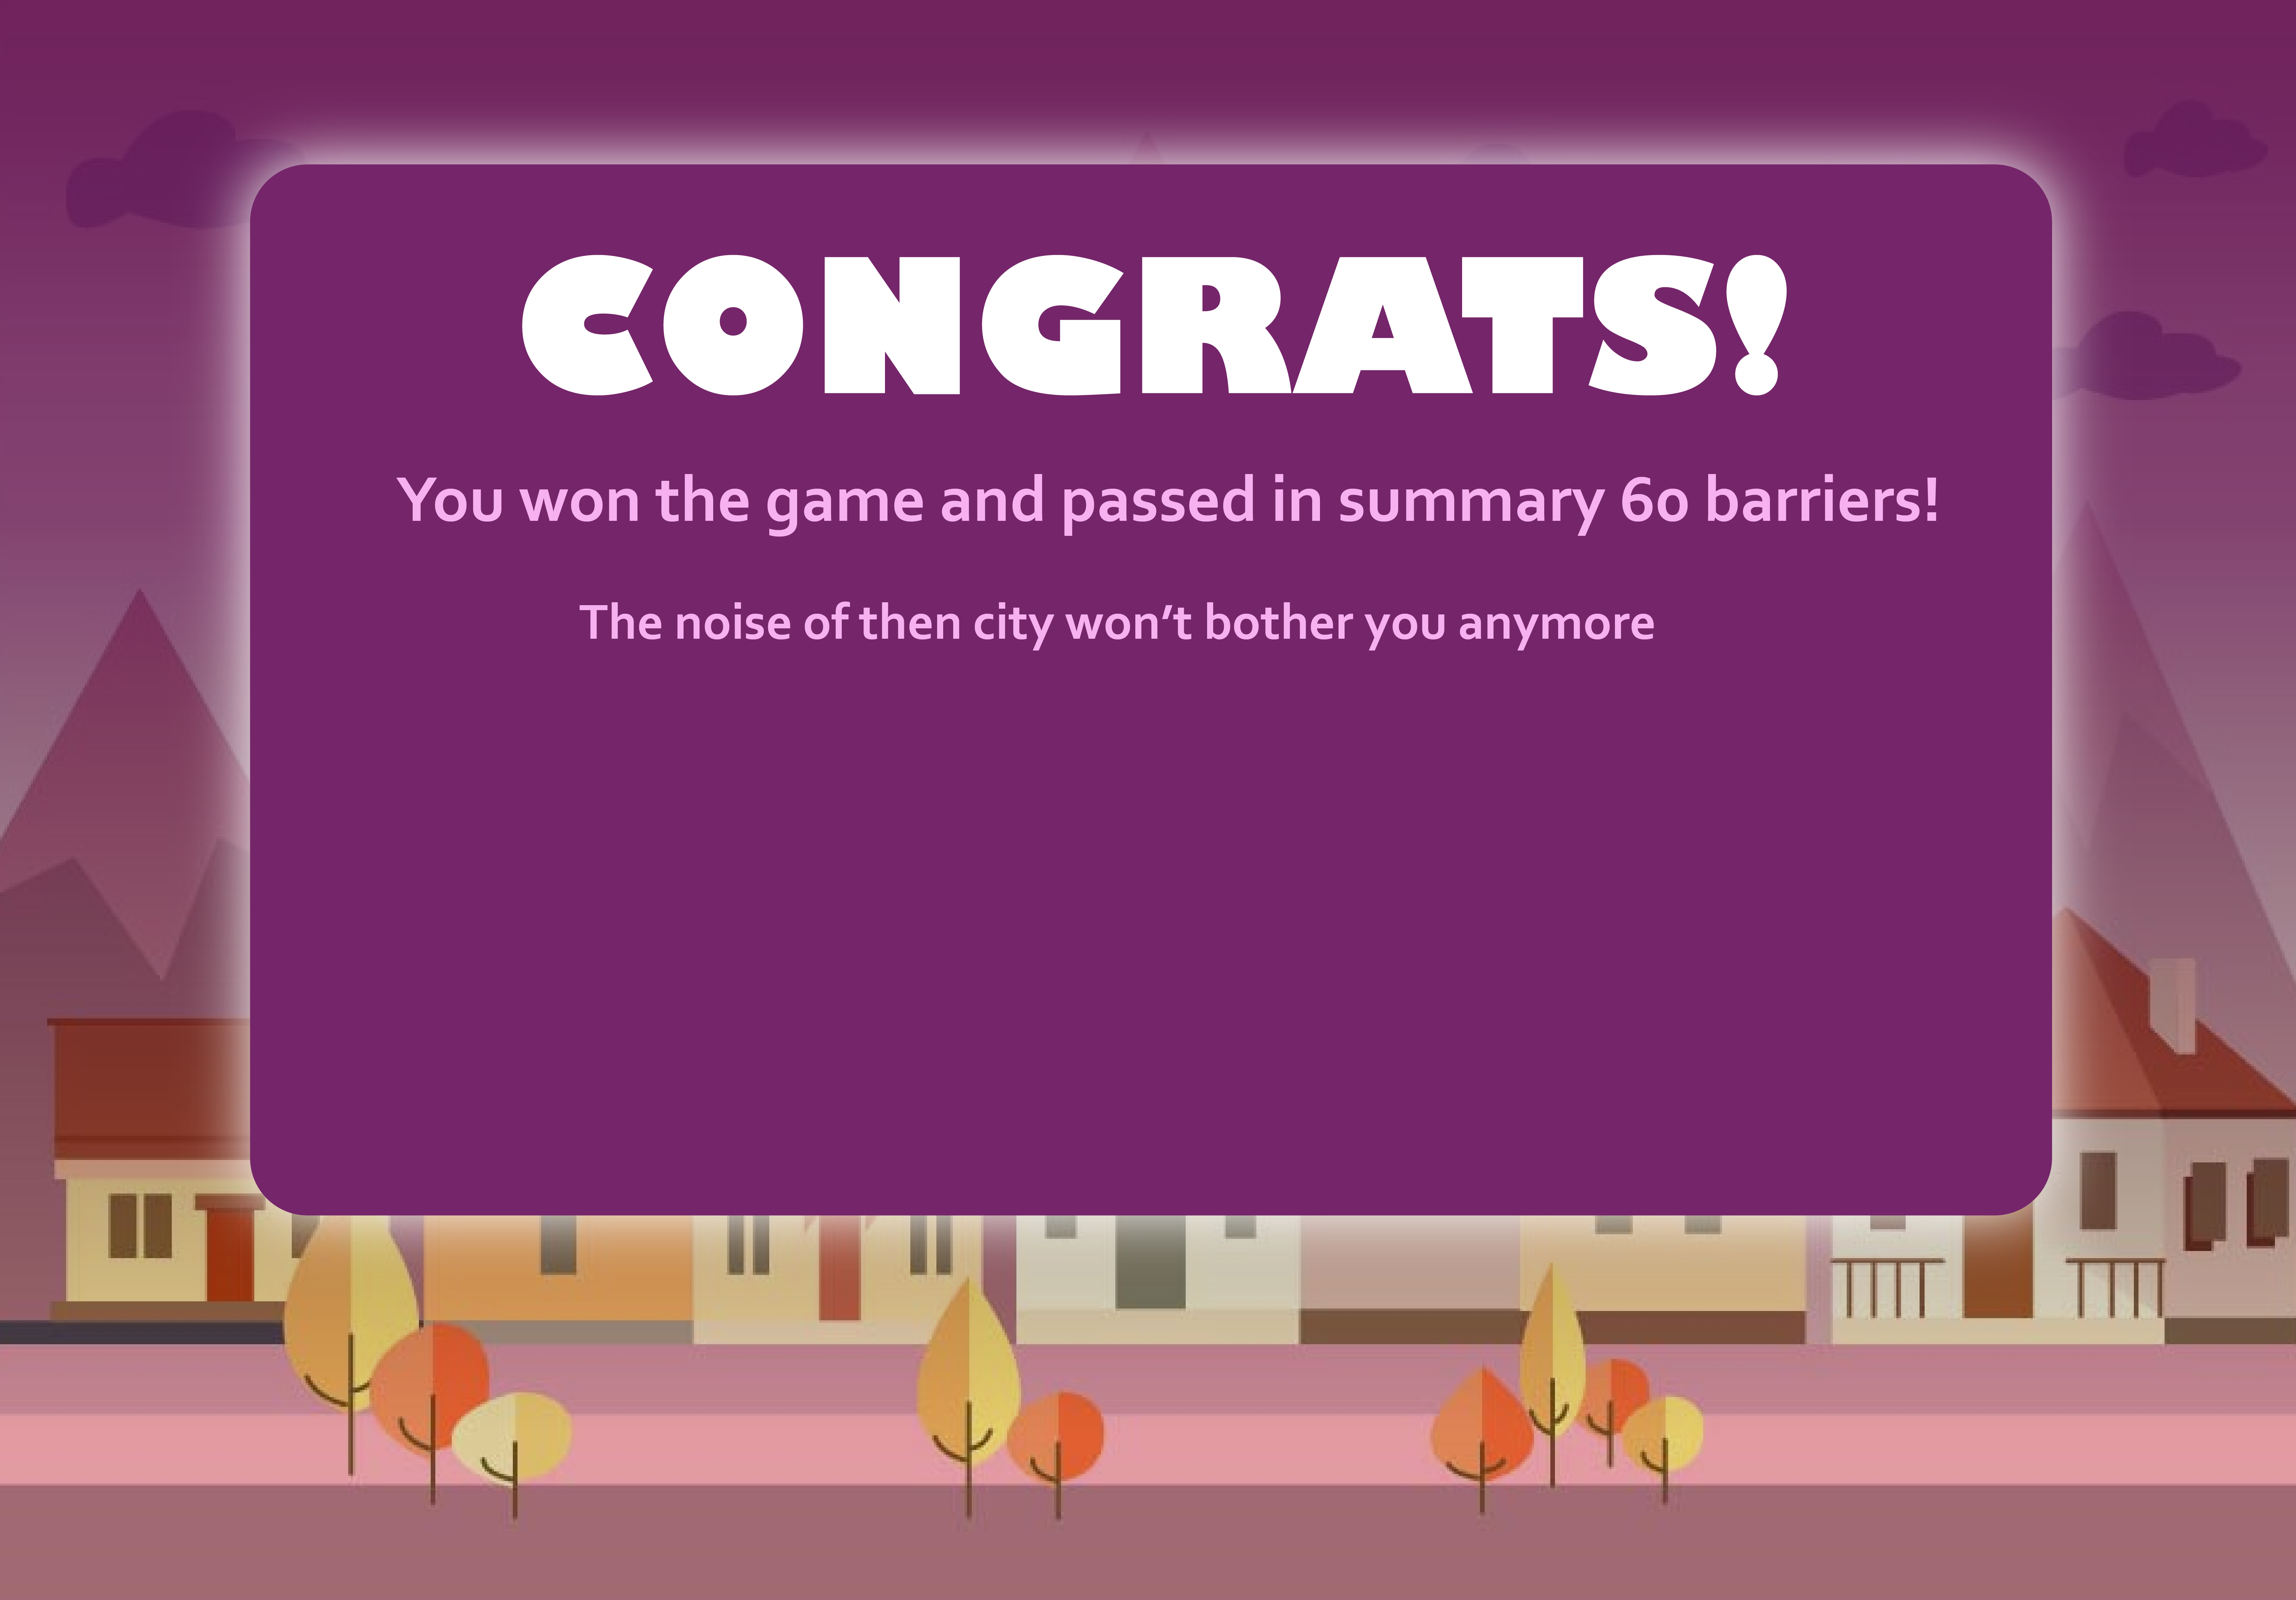 CONGRATS!
You won the game and passed in summary 60 barriers!
The noise of then city won’t bother you anymore